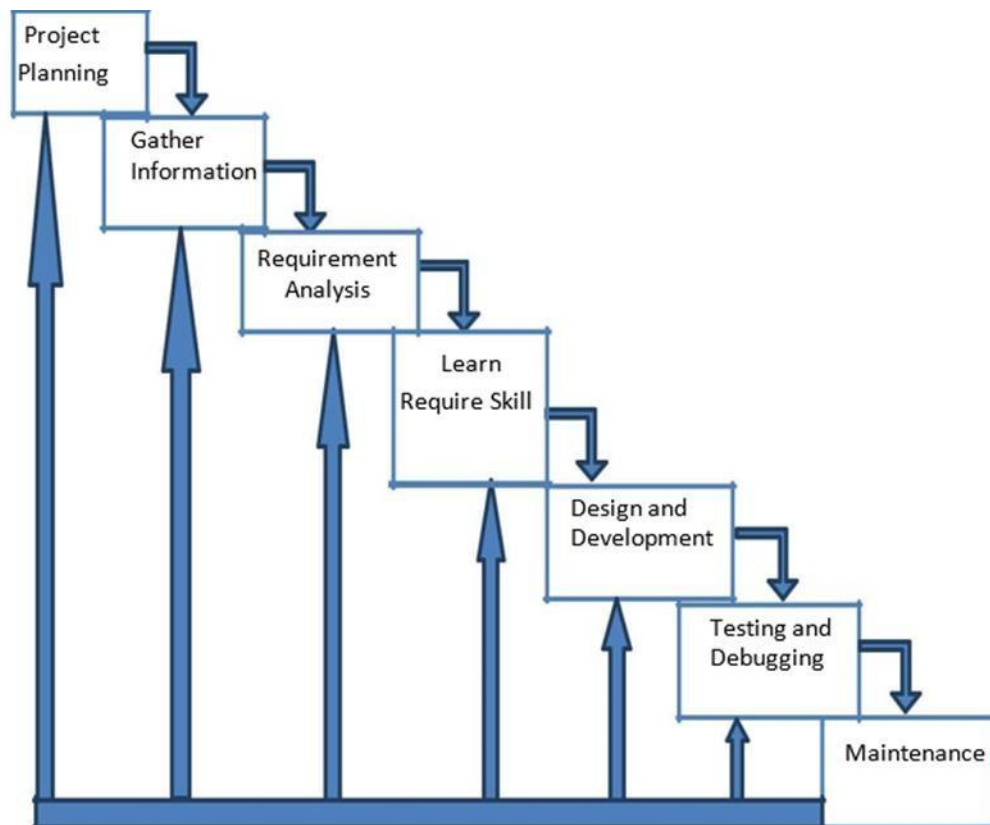 Project
Planning
Gather
Information
Requirement
Analysis
Learn
Require Skill
Design and
Development
Testing and
Debugging
Maintenance